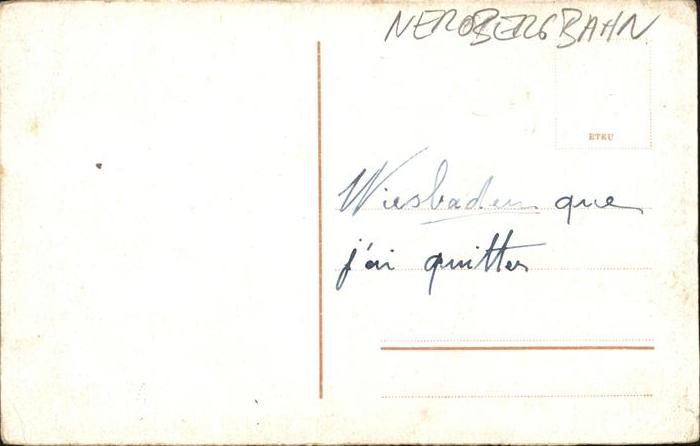 NEROBERGBAHN
ETKU
Wiesbaden que
j'ai quitter